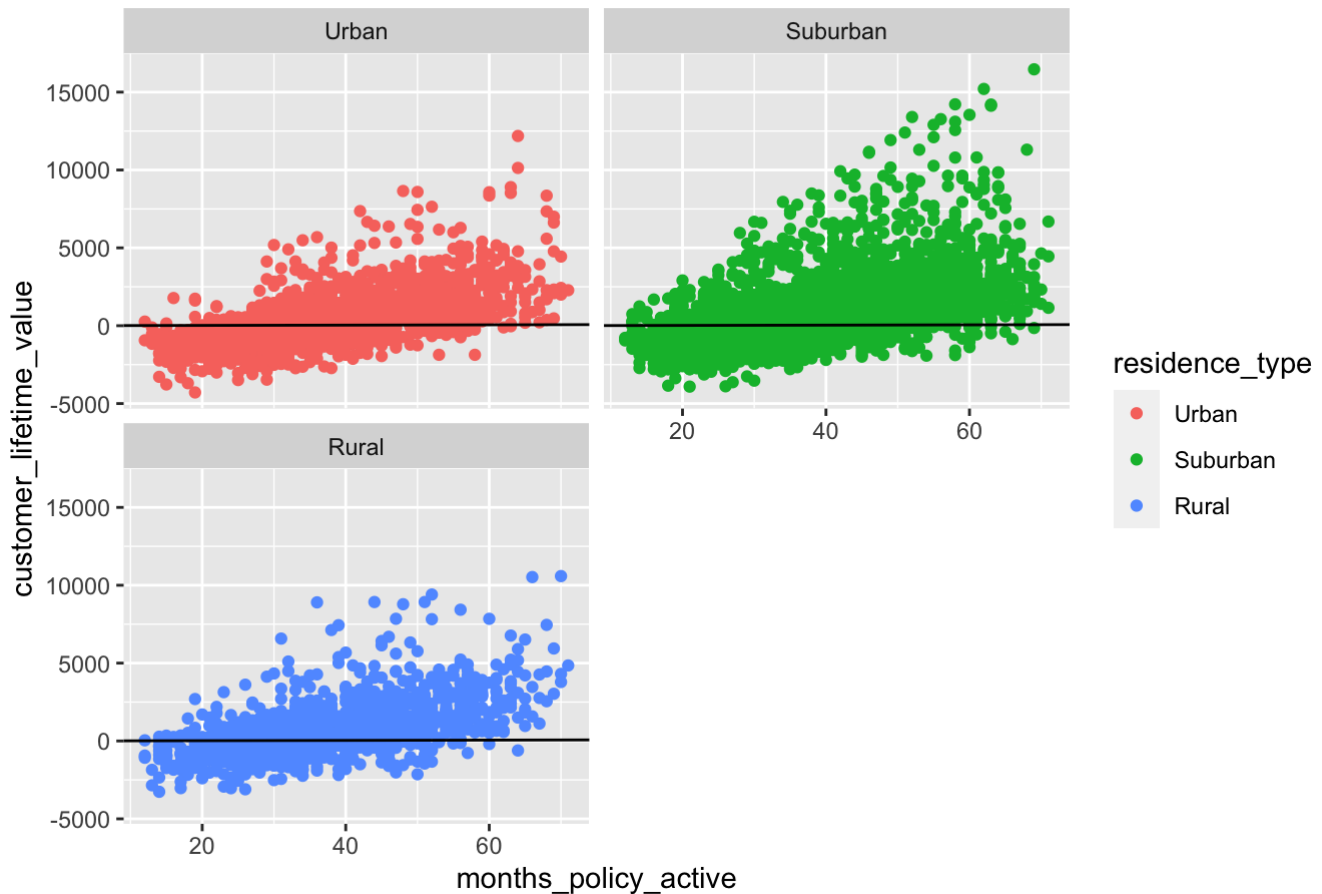 Urban
Suburban
15000
10000
5000
0
-5000
20 40 60
Rural
15000
10000
5000
0
-5000
20 40 60
customer_lifetime_value
months_policy_active
residence_type
Urban
Suburban
Rural